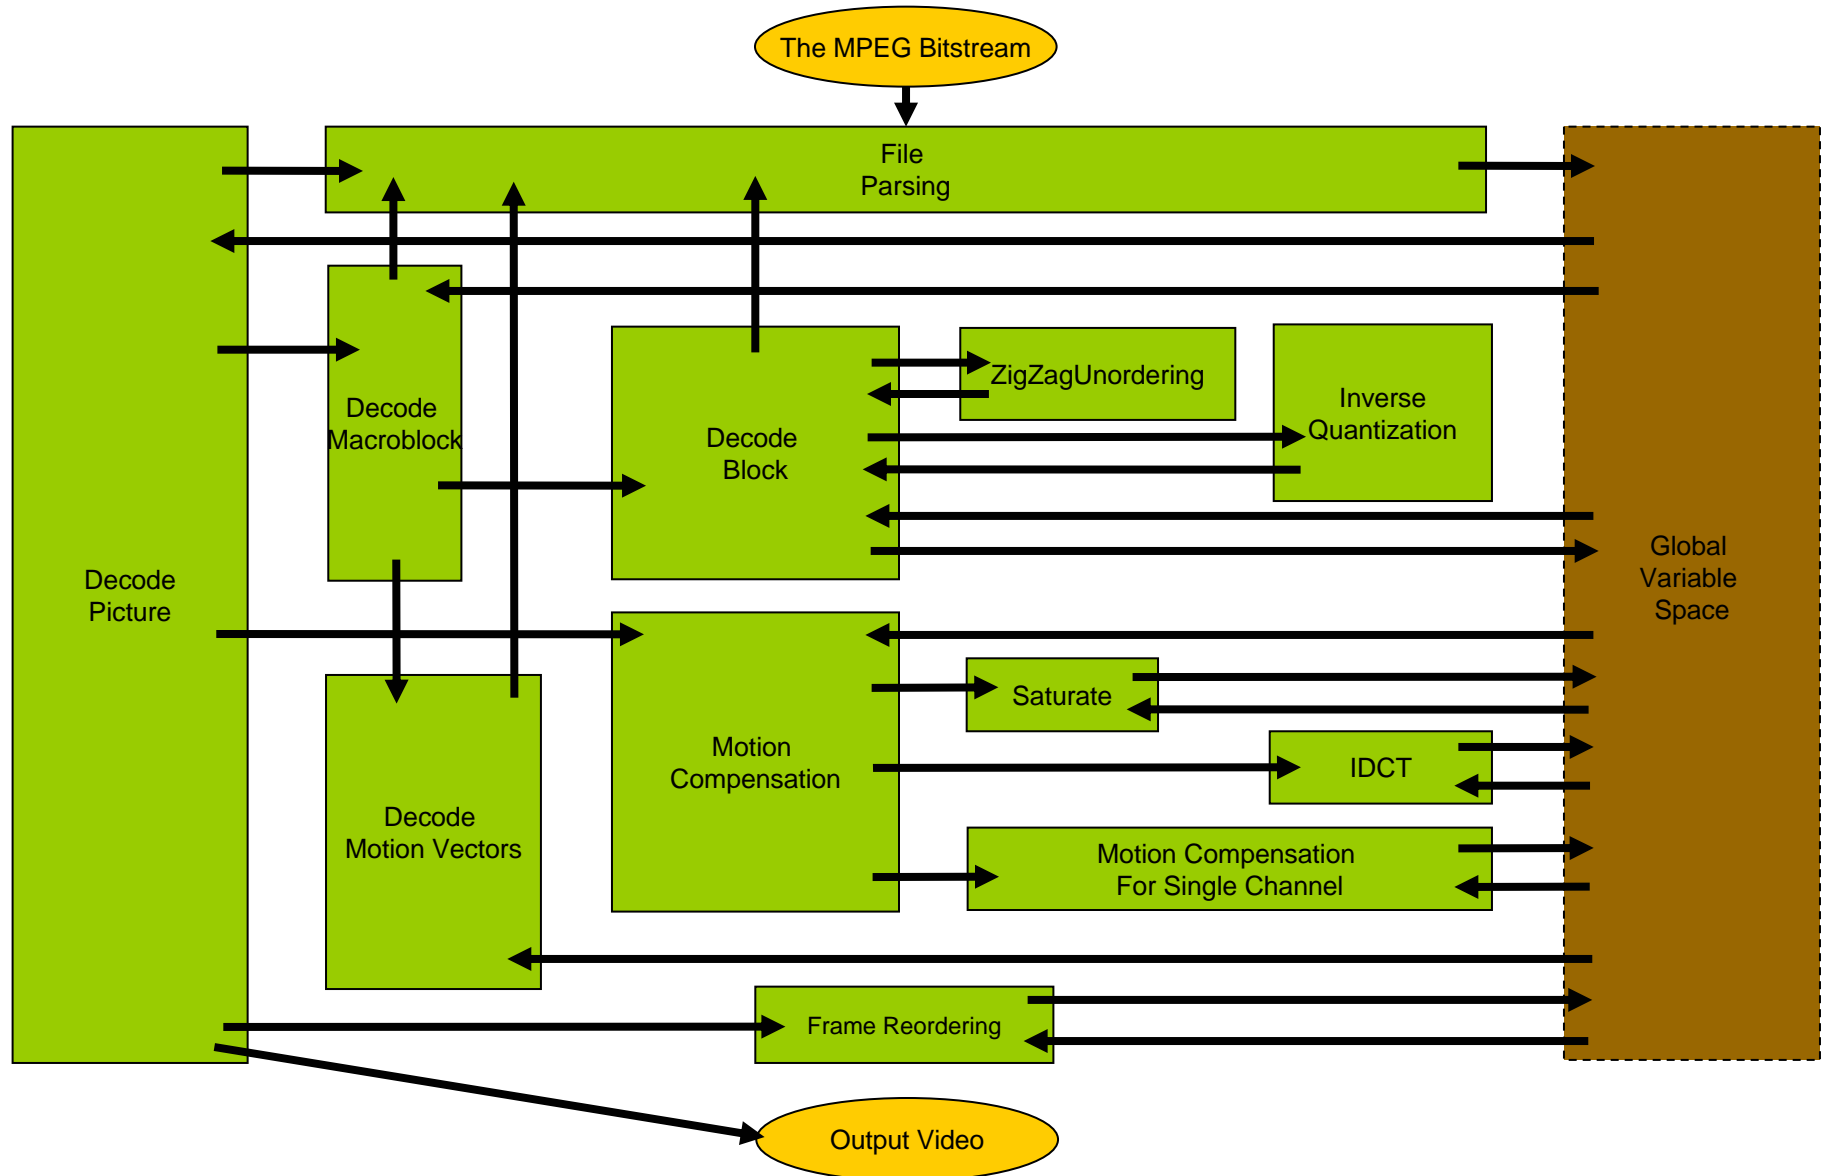 The MPEG Bitstream
File
Parsing
ZigZagUnordering
Inverse
Quantization
Decode
Macroblock
Decode
Block
Global
Variable
Space
Decode
Picture
Saturate
Motion
Compensation
IDCT
Decode
Motion Vectors
Motion Compensation
For Single Channel
Frame Reordering
Output Video